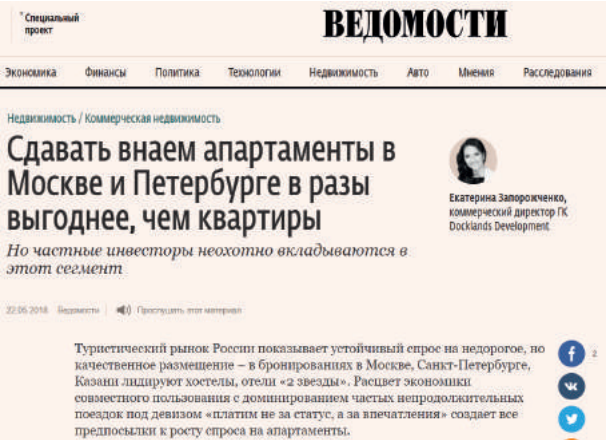 * Специальный
проект
ВЕДОМОСТИ
Экономика Финансы Политика Технологии Недвижимость Авто Мнения Расследования
Недвижимость / Коммерческая недвижимость
Сдавать внаем апартаменты в
Москве и Петербурге в разы
выгоднее, чем квартиры
Но частные инвесторы неохотно вкладываются в
этот сегмент
Екатерина Запорожченко,
коммерческий директор ГК
Docklands Development
22.06.2018 Ведомости Прослушать этот материал
Туристический рынок России показывает устойчивый спрос на недорогое, но
качественное размещение – в бронированиях в Москве, Санкт-Петербурге,
Казани лидируют хостелы, отели «2 звезды». Расцвет экономики
совместного пользования с доминированием частых непродолжительных
поездок под девизом «платим не за статус, а за впечатления» создает все
предпосылки к росту спроса на апартаменты.
2